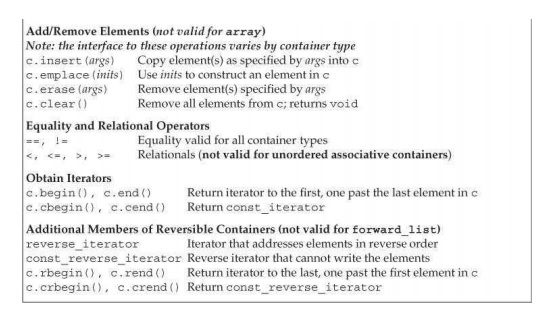 Add/Remove Elements (not valid for array)
Note: the interface to these operations varies by container type
c.insert(args) Copy element(s) as specified by args into c
c.emplace(inits) Use inits to construct an element in c
c.erase(args) Remove element(s) specified by args
c.clear() Remove all elements from c; returns void
Equality and Relational Operators
==, != Equality valid for all container types
<, <=, >, >= Relationals (not valid for unordered associative containers)
Obtain Iterators
c.begin(), c.end() Return iterator to the first, one past the last element in c
c.cbegin(), c.cend() Return const_iterator
Additional Members of Reversible Containers (not valid for forward_list)
reverse_iterator Iterator that addresses elements in reverse order
const_reverse_iterator Reverse iterator that cannot write the elements
c.rbegin(), c.rend() Return iterator to the last, one past the first element in c
c.crbegin(), c.crend() Return const_reverse_iterator